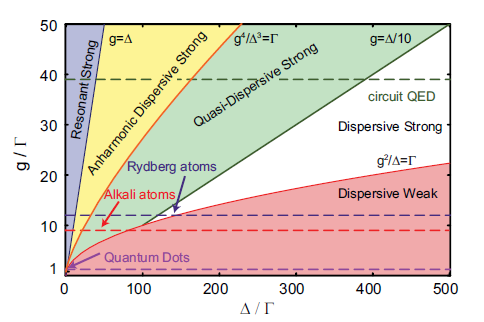 50
40
30
20
10
1
g / Γ
Resonant Strong
g=Δ
Anharmonic Dispersive Strong
g⁴/Δ³=Γ
Quasi-Dispersive Strong
g=Δ/10
circuit QED
Dispersive Strong
g²/Δ=Γ
Rydberg atoms
Alkali atoms
Dispersive Weak
Quantum Dots
0 100 200 300 400 500
Δ / Γ